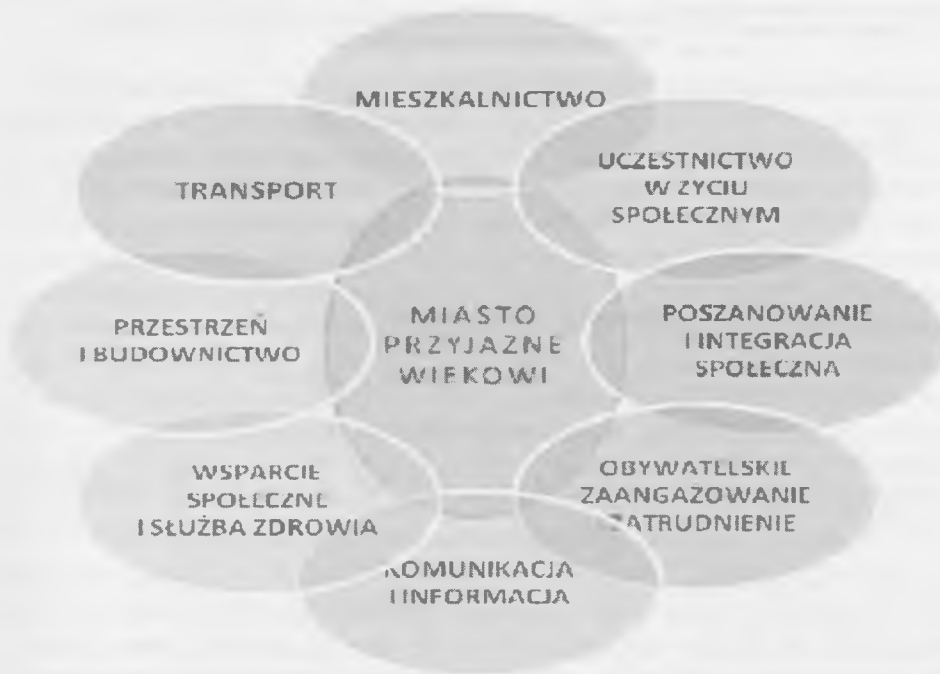 MIESZKALNICTWO
UCZESTNICTWO
W ŻYCIU
SPOŁECZNYM
POSZANOWANIE
I INTEGRACJA
SPOŁECZNA
OBYWATELSKIE
ZAANGAŻOWANIE
ZATRUDNIENIE
KOMUNIKACJA
I INFORMACJA
WSPARCIE
SPOŁECZNE
I SŁUŻBA ZDROWIA
PRZESTRZEŃ
I BUDOWNICTWO
TRANSPORT
MIASTO
PRZYJAZNE
WIEKOWI